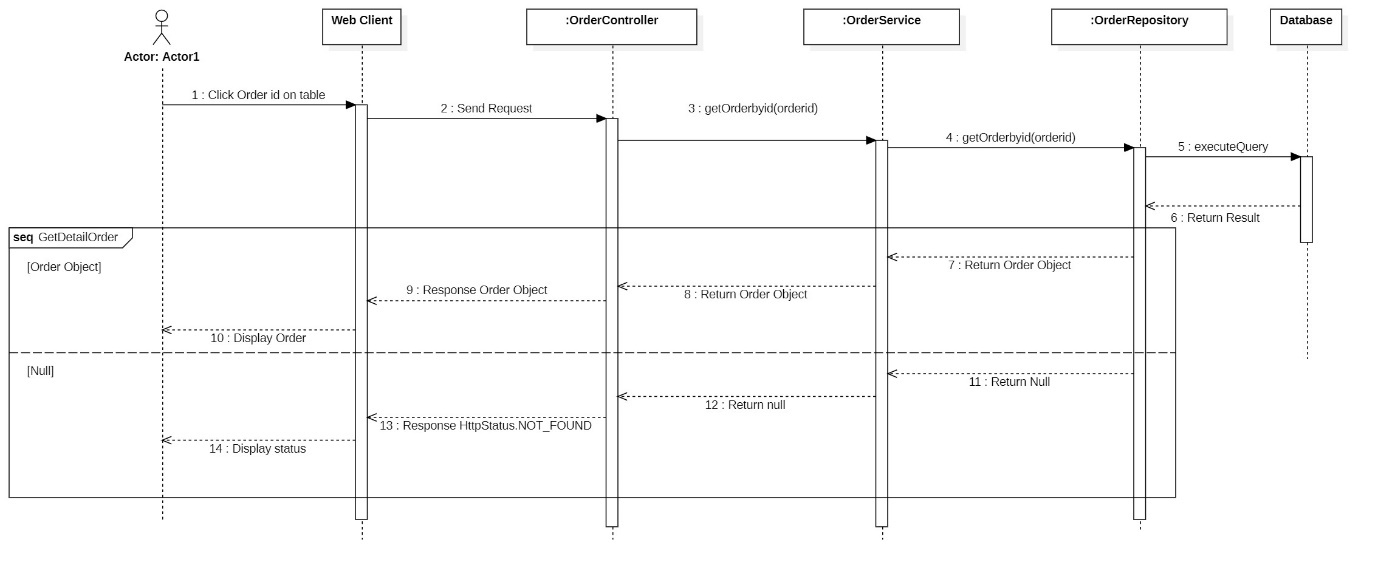 Actor: Actor1
Web Client
:OrderController
:OrderService
:OrderRepository
Database
1 : Click Order id on table
2 : Send Request
3 : getOrderbyid(orderid)
4 : getOrderbyid(orderid)
5 : executeQuery
6 : Return Result
seq GetDetailOrder
[Order Object]
7 : Return Order Object
8 : Return Order Object
9 : Response Order Object
10 : Display Order
[Null]
11 : Return Null
12 : Return null
13 : Response HttpStatus.NOT_FOUND
14 : Display status